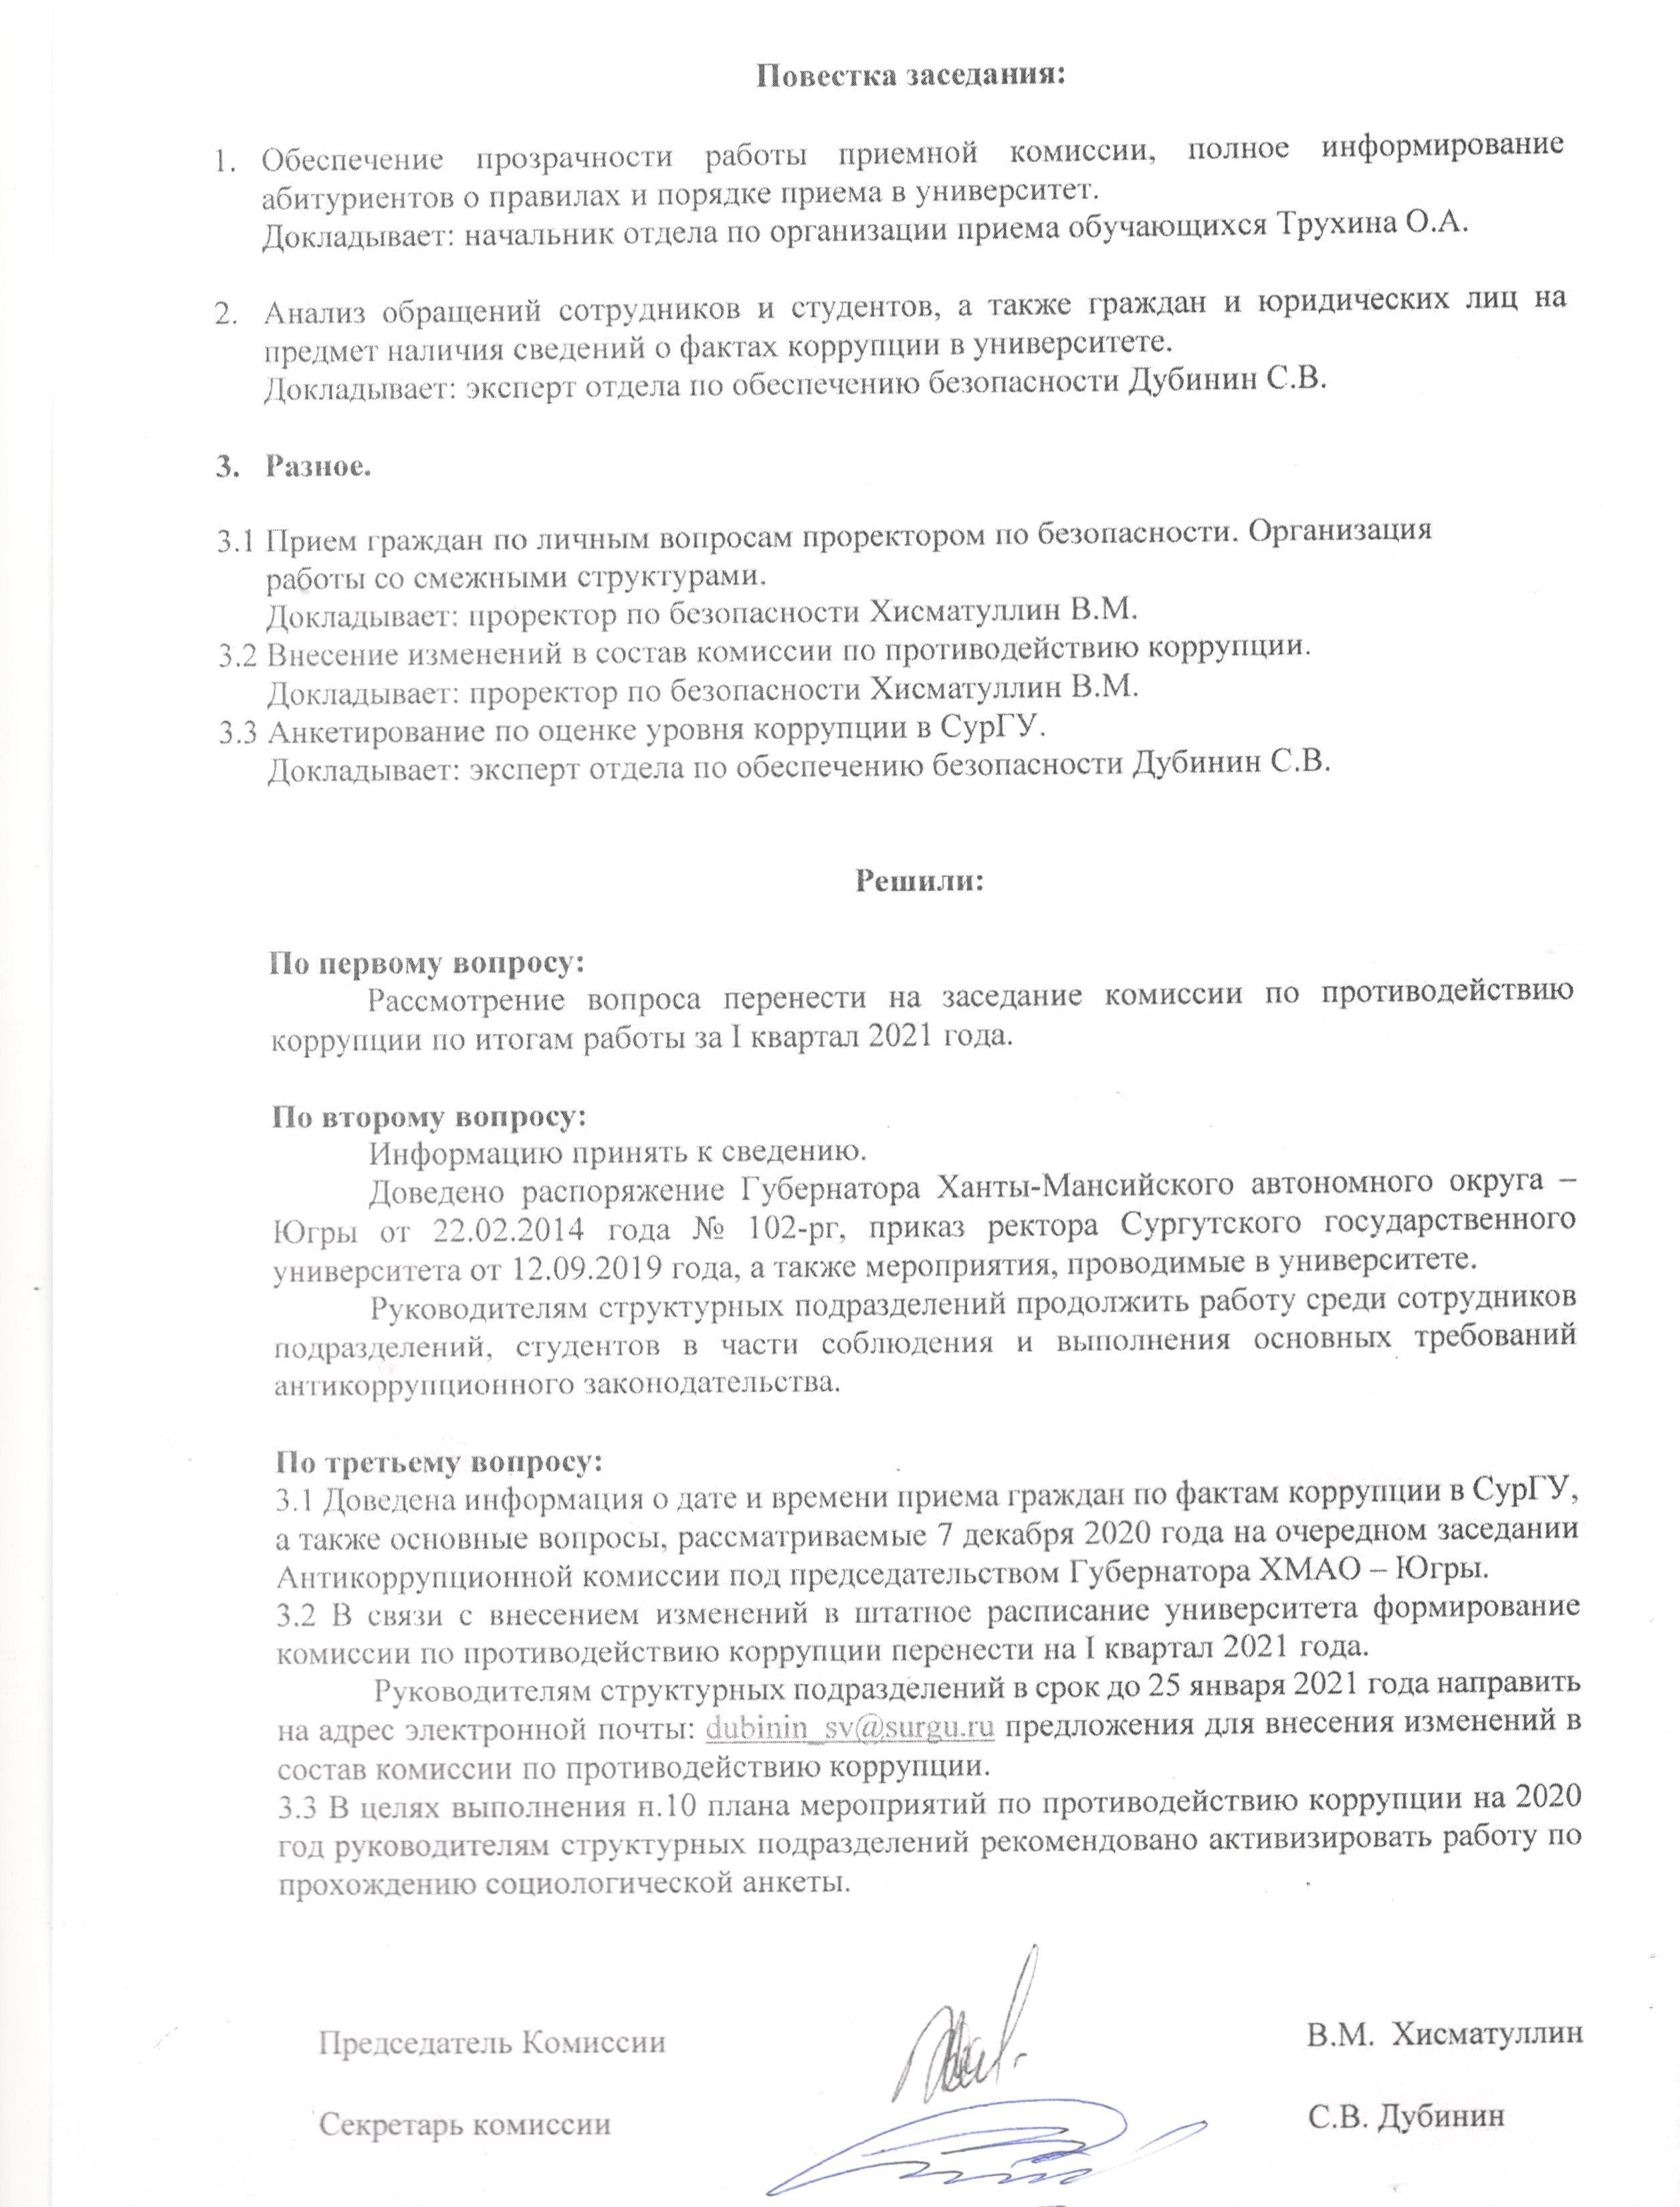 Повестка заседания:
1. Обеспечение прозрачности работы приемной комиссии, полное информирование
абитуриентов о правилах и порядке приема в университет.
Докладывает: начальник отдела по организации приема обучающихся Трухина О.А.
2. Анализ обращений сотрудников и студентов, а также граждан и юридических лиц на
предмет наличия сведений о фактах коррупции в университете.
Докладывает: эксперт отдела по обеспечению безопасности Дубинин С.В.
3. Разное.
3.1 Прием граждан по личным вопросам проректором по безопасности. Организация
работы со смежными структурами.
Докладывает: проректор по безопасности Хисматуллин В.М.
3.2 Внесение изменений в состав комиссии по противодействию коррупции.
Докладывает: проректор по безопасности Хисматуллин В.М.
3.3 Анкетирование по оценке уровня коррупции в СурГУ.
Докладывает: эксперт отдела по обеспечению безопасности Дубинин С.В.
Решили:
По первому вопросу:
Рассмотрение вопроса перенести на заседание комиссии по противодействию
коррупции по итогам работы за I квартал 2021 года.
По второму вопросу:
Информацию принять к сведению.
Доведено распоряжение Губернатора Ханты-Мансийского автономного округа –
Югры от 22.02.2014 года № 102-рг, приказ ректора Сургутского государственного
университета от 12.09.2019 года, а также мероприятия, проводимые в университете.
Руководителям структурных подразделений продолжить работу среди сотрудников
подразделений, студентов в части соблюдения и выполнения основных требований
антикоррупционного законодательства.
По третьему вопросу:
3.1 Доведена информация о дате и времени приема граждан по фактам коррупции в СурГУ,
а также основные вопросы, рассматриваемые 7 декабря 2020 года на очередном заседании
Антикоррупционной комиссии под председательством Губернатора ХМАО – Югры.
3.2 В связи с внесением изменений в штатное расписание университета формирование
комиссии по противодействию коррупции перенести на I квартал 2021 года.
Руководителям структурных подразделений в срок до 25 января 2021 года направить
на адрес электронной почты: dubinin_sv@surgu.ru предложения для внесения изменений в
состав комиссии по противодействию коррупции.
3.3 В целях выполнения п.10 плана мероприятий по противодействию коррупции на 2020
год руководителям структурных подразделений рекомендовано активизировать работу по
прохождению социологической анкеты.
Председатель Комиссии В.М. Хисматуллин
Секретарь комиссии С.В. Дубинин